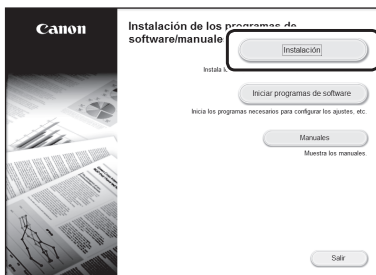 Canon
Instalación de los programas de
software/manuale
Instalación
Instala l
Iniciar programas de software
Inicia los programas necesarios para configurar los ajustes, etc.
Manuales
Muestra los manuales.
Salir